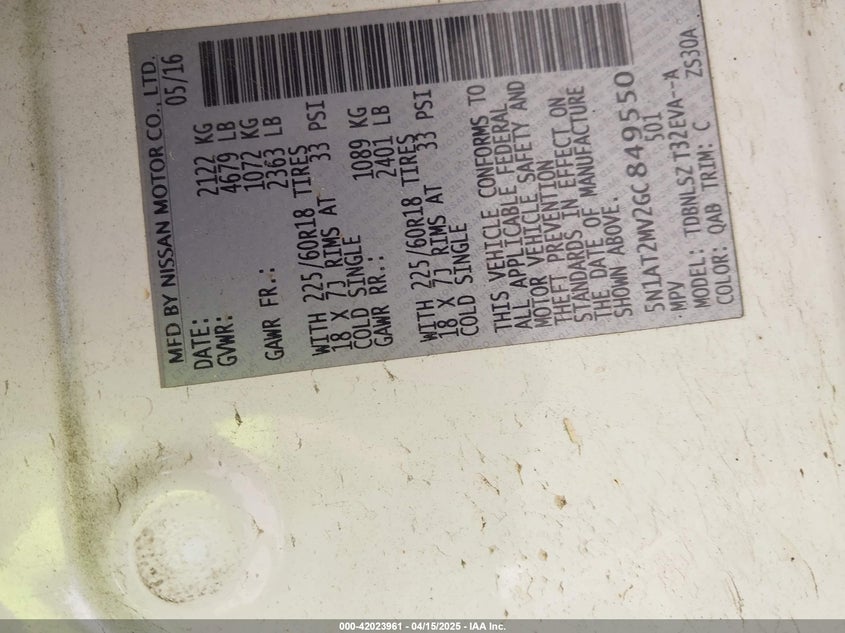 MFD BY NISSAN MOTOR CO., LTD.
DATE: 05/16
GVWR: 2122 KG
4679 LB
GAWR FR.: 1072 KG
2363 LB
WITH 225/60R18 TIRES
18 X 7J RIMS AT 33 PSI
COLD SINGLE
GAWR RR.: 1089 KG
2401 LB
WITH 225/60R18 TIRES
18 X 7J RIMS AT 33 PSI
COLD SINGLE
THIS VEHICLE CONFORMS TO
ALL APPLICABLE FEDERAL
MOTOR VEHICLE SAFETY AND
THEFT PREVENTION
STANDARDS IN EFFECT ON
THE DATE OF MANUFACTURE
SHOWN ABOVE.
5N1AT2MV2GC849550
MPV 501
MODEL: TDBNLSZ T32EVA--A
COLOR: QAB TRIM: C ZS30A
000-42023961 - 04/15/2025 - IAA Inc.